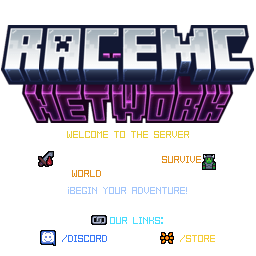 RACEMC
NETWORK
WELCOME TO THE SERVER
SURVIVE
WORLD
¡BEGIN YOUR ADVENTURE!
OUR LINKS:
/DISCORD /STORE